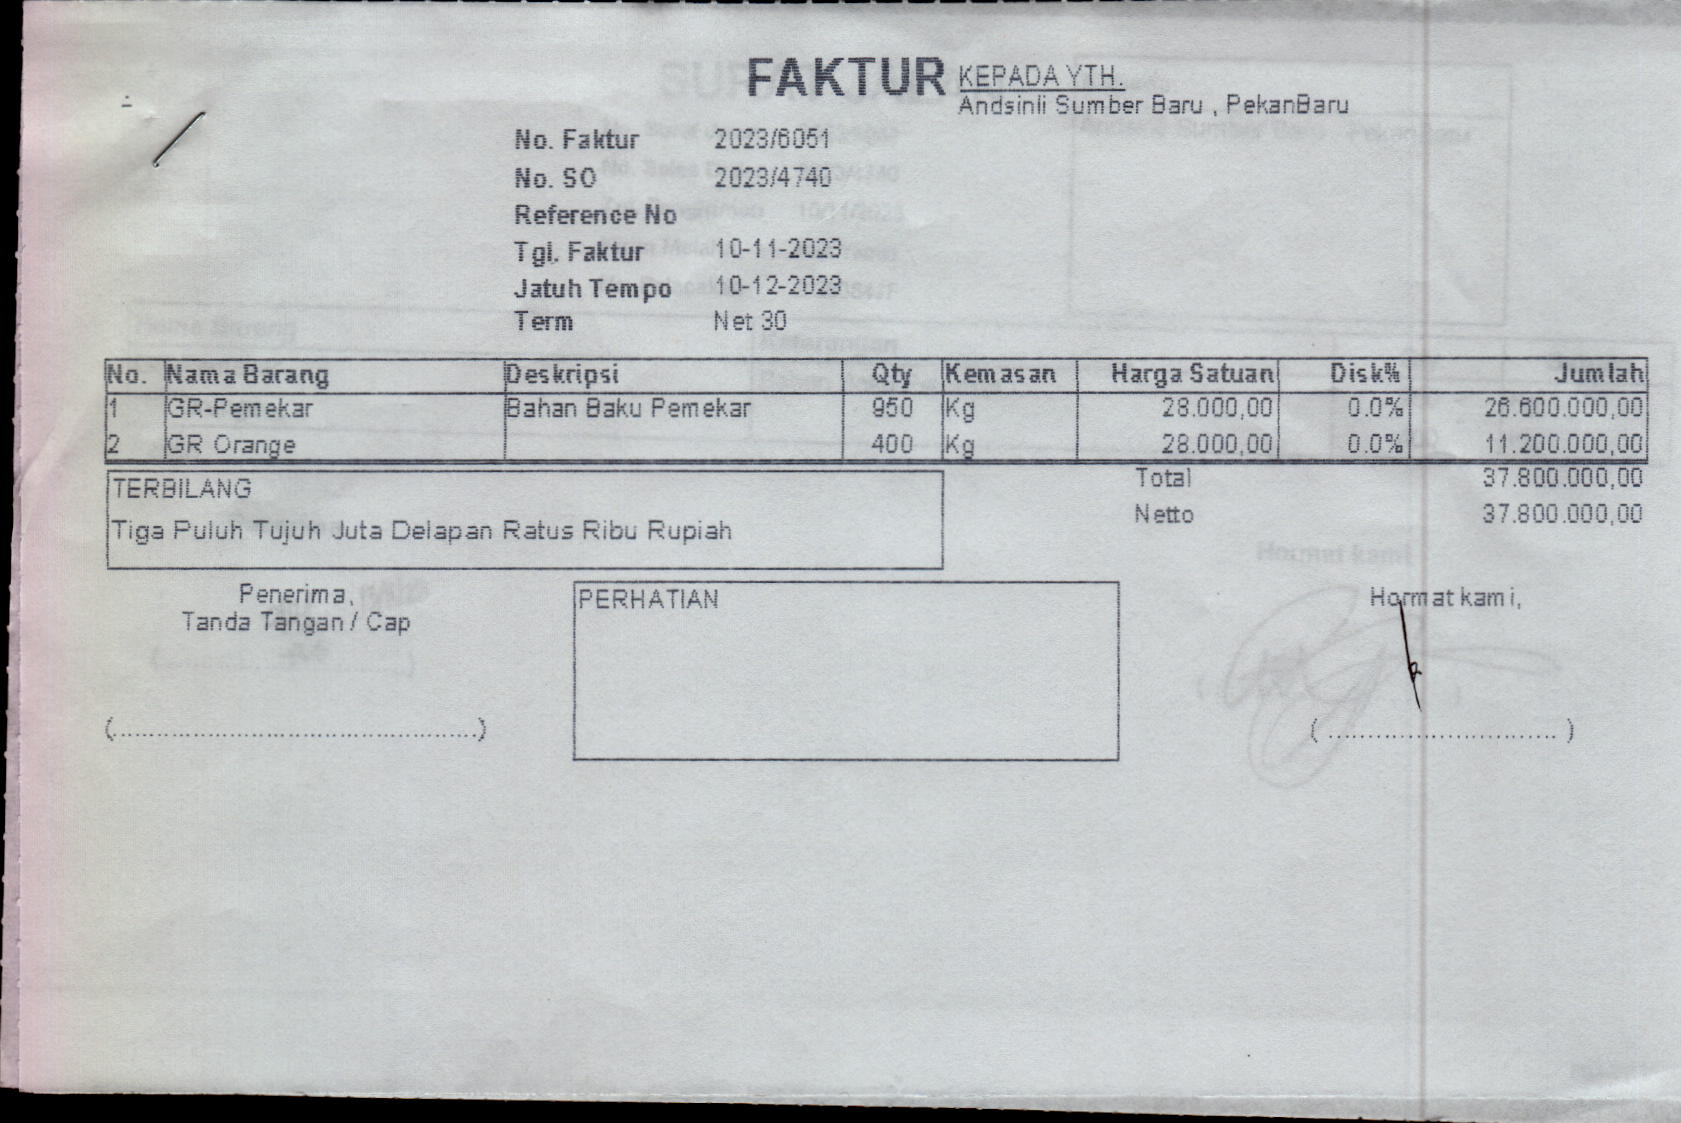 FAKTUR
KEPADA YTH.
Andsinii Sumber Baru , PekanBaru
No. Faktur 2023/6051
No. SO 2023/4740
Reference No
Tgl. Faktur 10-11-2023
Jatuh Tempo 10-12-2023
Term Net 30
No. Nama Barang Deskripsi Qty Kemasan Harga Satuan Disk% Jumlah
1 GR-Pemekar Bahan Baku Pemekar 950 Kg 28.000,00 0.0% 26.600.000,00
2 GR Orange 400 Kg 28.000,00 0.0% 11.200.000,00
Total 37.800.000,00
Netto 37.800.000,00
TERBILANG
Tiga Puluh Tujuh Juta Delapan Ratus Ribu Rupiah
Penerima,
Tanda Tangan / Cap
(.............................................)
PERHATIAN
Hormat kami,
(............................)